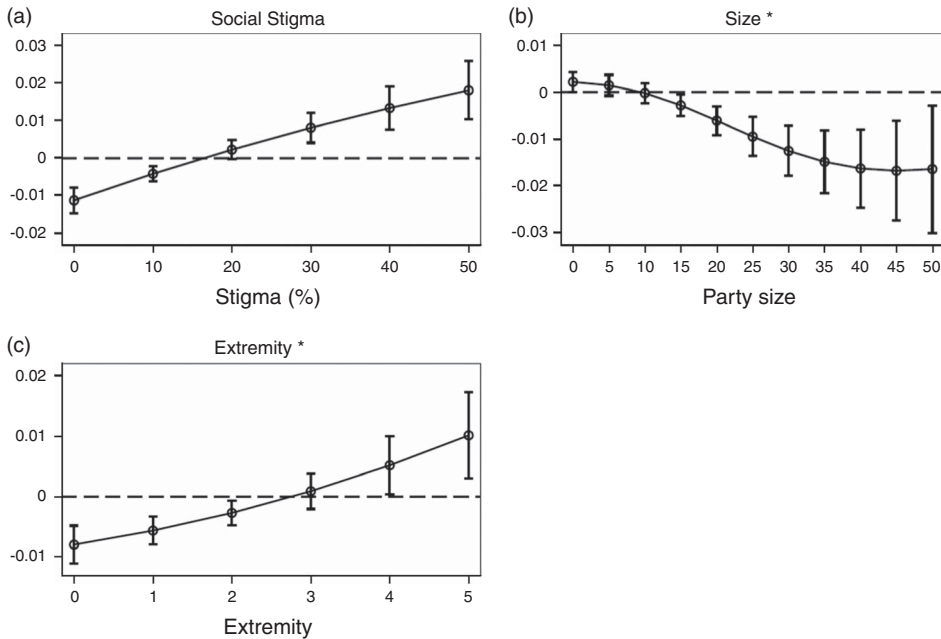 (a)
Social Stigma
0.03
0.02
0.01
0
-0.01
-0.02
0 10 20 30 40 50
Stigma (%)
(b)
Size *
0.01
0
-0.01
-0.02
-0.03
0 5 10 15 20 25 30 35 40 45 50
Party size
(c)
Extremity *
0.02
0.01
0
-0.01
0 1 2 3 4 5
Extremity